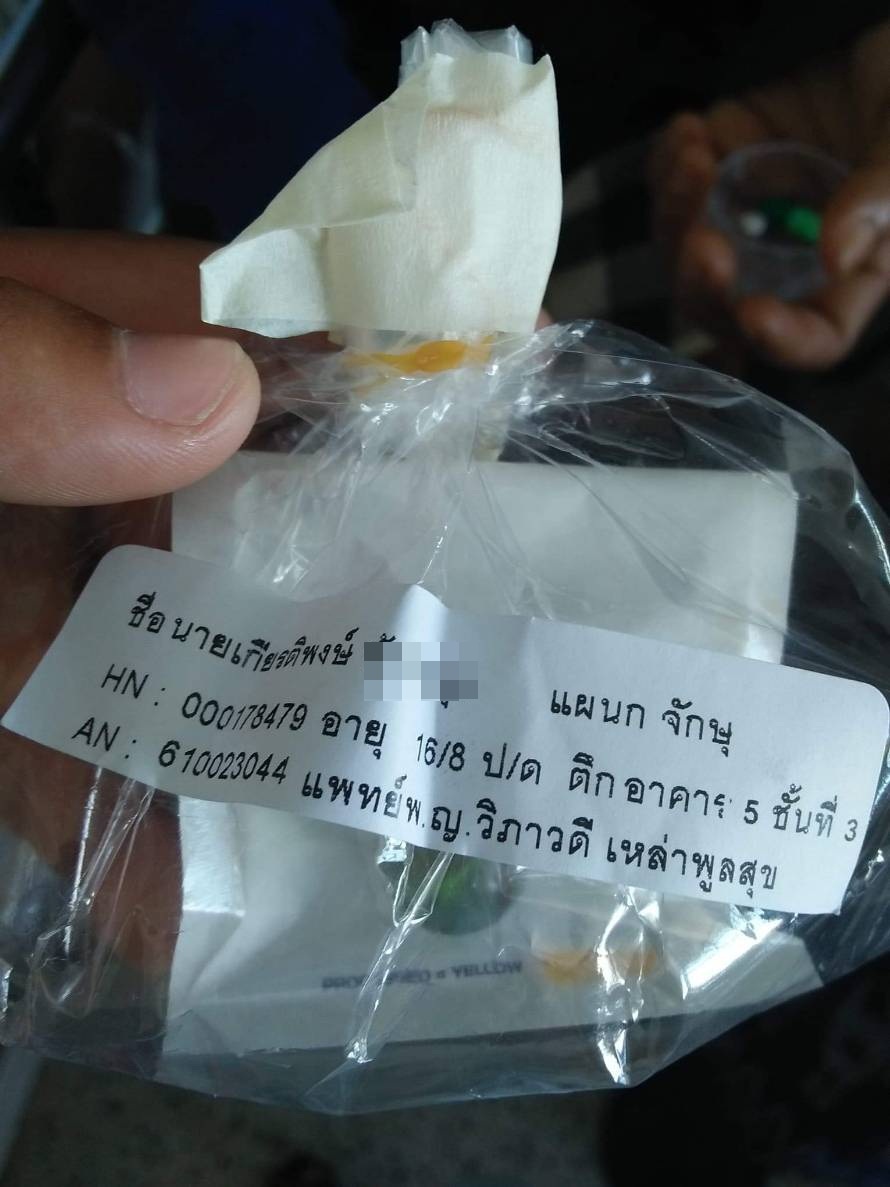 ชื่อ นายเกียรติพงษ์ แผนก จักษุ
HN : 000178479 อายุ 16/8 ป/ด ตึก อาคาร 5 ชั้นที่ 3
AN : 610023044 แพทย์ พ.ญ.วิภาวดี เหล่าพูลสุข
= YELLOW